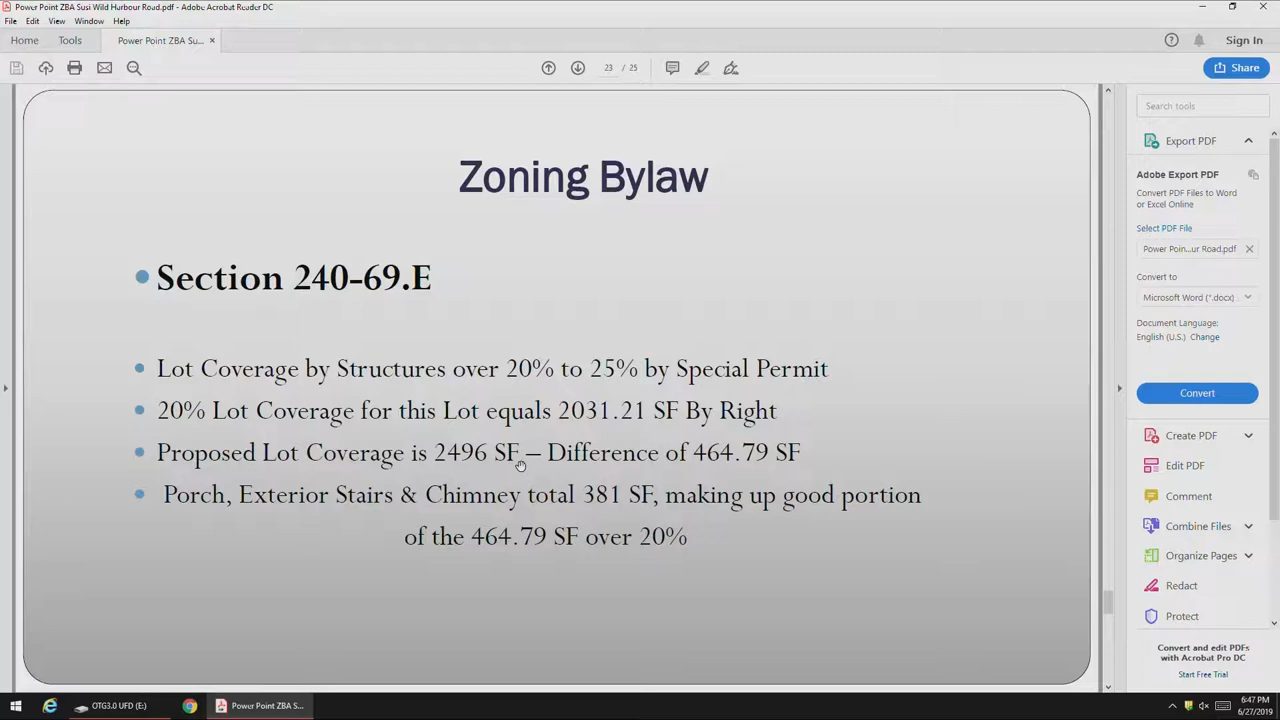 Power Point ZBA Susi Wild Harbour Road.pdf - Adobe Acrobat Reader DC
File Edit View Window Help
Home Tools Power Point ZBA Su... × Sign In
23 / 25 Share
Search tools
Export PDF
Adobe Export PDF
Convert PDF Files to Word
or Excel Online
Select PDF File
Power Poin...ur Road.pdf
Convert to
Microsoft Word (*.docx)
Document Language:
English (U.S.) Change
Convert
Create PDF
Edit PDF
Comment
Combine Files
Organize Pages
Redact
Protect
Convert and edit PDFs
with Acrobat Pro DC
Start Free Trial
Zoning Bylaw
• Section 240-69.E
• Lot Coverage by Structures over 20% to 25% by Special Permit
• 20% Lot Coverage for this Lot equals 2031.21 SF By Right
• Proposed Lot Coverage is 2496 SF – Difference of 464.79 SF
• Porch, Exterior Stairs & Chimney total 381 SF, making up good portion
of the 464.79 SF over 20%
OTG3.0 UFD (E:) Power Point ZBA S... 6:47 PM
6/27/2019